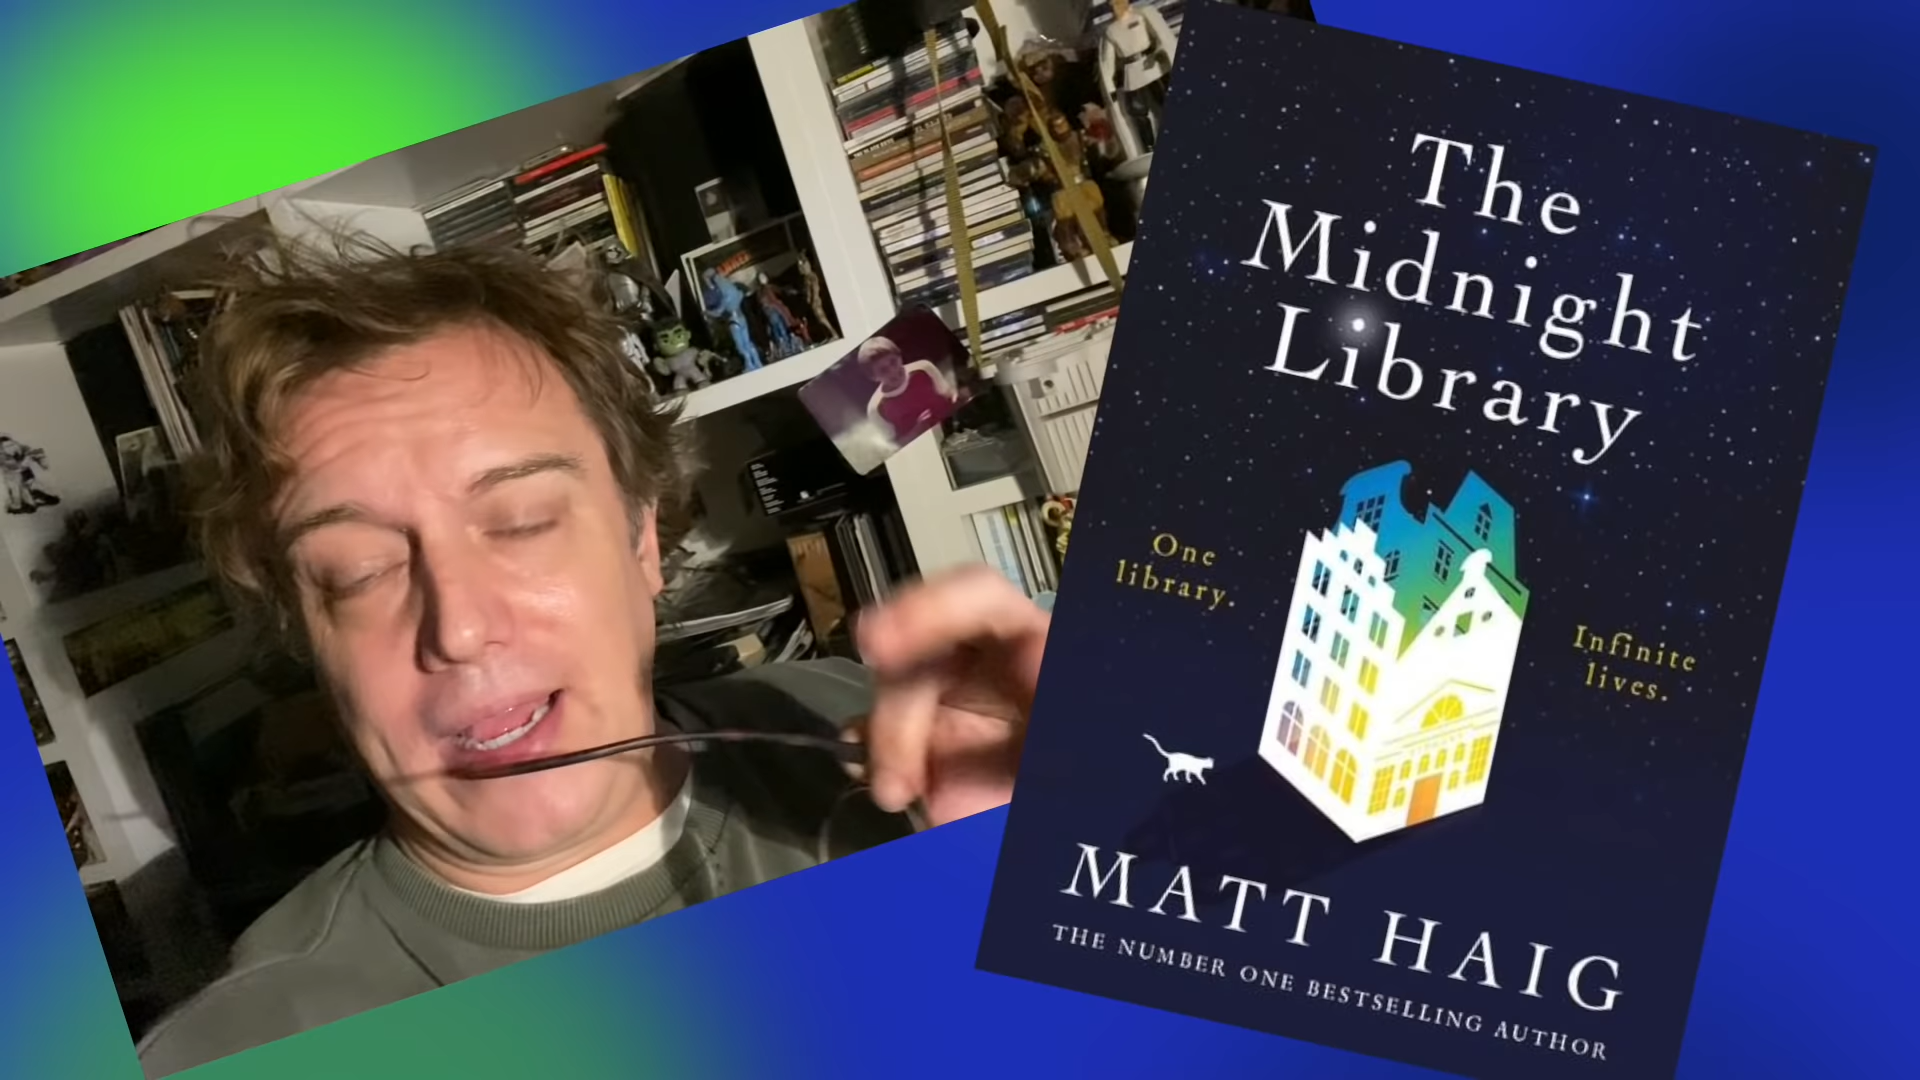 The
Midnight
Library
One
library.
Infinite
lives.
MATT HAIG
THE NUMBER ONE BESTSELLING AUTHOR